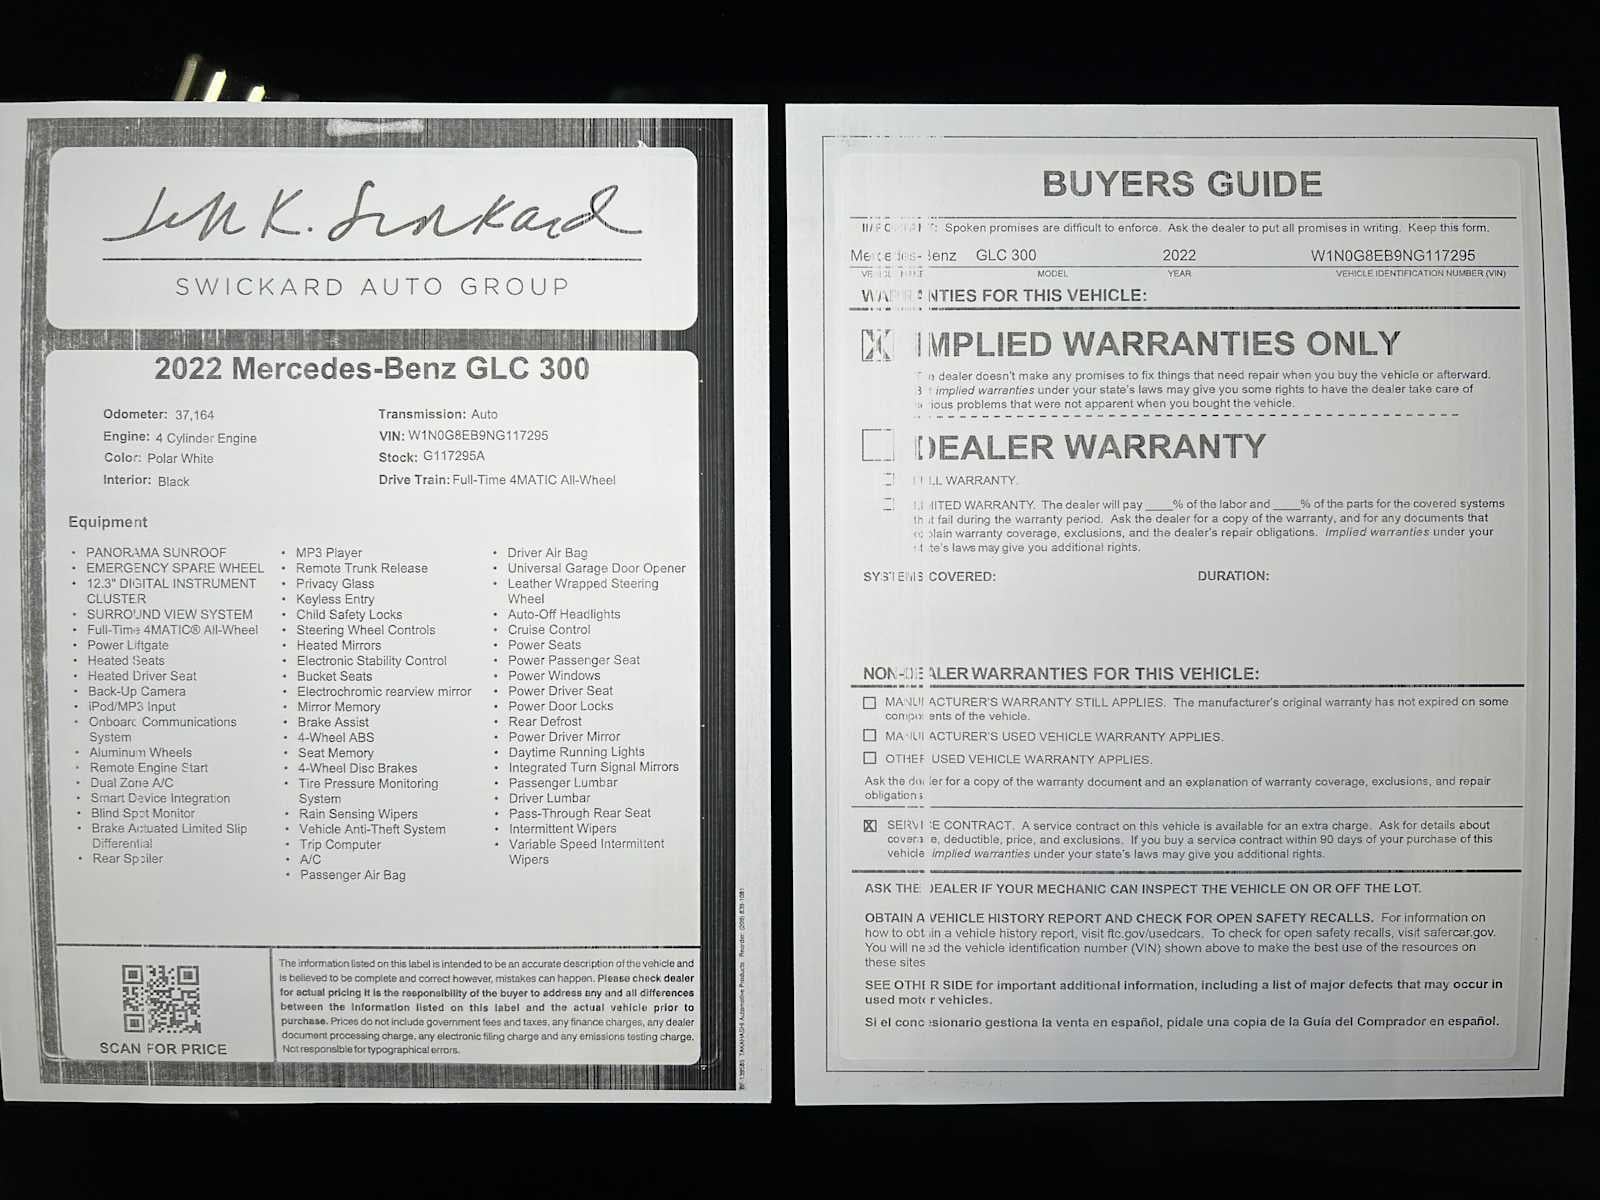 Jeff K. Swickard
SWICKARD AUTO GROUP
2022 Mercedes-Benz GLC 300
Odometer: 37,164
Engine: 4 Cylinder Engine
Color: Polar White
Interior: Black
Transmission: Auto
VIN: W1N0G8EB9NG117295
Stock: G117295A
Drive Train: Full-Time 4MATIC All-Wheel
Equipment
• PANORAMA SUNROOF
• EMERGENCY SPARE WHEEL
• 12.3" DIGITAL INSTRUMENT
CLUSTER
• SURROUND VIEW SYSTEM
• Full-Time 4MATIC® All-Wheel
• Power Liftgate
• Heated Seats
• Heated Driver Seat
• Back-Up Camera
• iPod/MP3 Input
• Onboard Communications
System
• Aluminum Wheels
• Remote Engine Start
• Dual Zone A/C
• Smart Device Integration
• Blind Spot Monitor
• Brake Actuated Limited Slip
Differential
• Rear Spoiler
• MP3 Player
• Remote Trunk Release
• Privacy Glass
• Keyless Entry
• Child Safety Locks
• Steering Wheel Controls
• Heated Mirrors
• Electronic Stability Control
• Bucket Seats
• Electrochromic rearview mirror
• Mirror Memory
• Brake Assist
• 4-Wheel ABS
• Seat Memory
• 4-Wheel Disc Brakes
• Tire Pressure Monitoring
System
• Rain Sensing Wipers
• Vehicle Anti-Theft System
• Trip Computer
• A/C
• Passenger Air Bag
• Driver Air Bag
• Universal Garage Door Opener
• Leather Wrapped Steering
Wheel
• Auto-Off Headlights
• Cruise Control
• Power Seats
• Power Passenger Seat
• Power Windows
• Power Driver Seat
• Power Door Locks
• Rear Defrost
• Power Driver Mirror
• Daytime Running Lights
• Integrated Turn Signal Mirrors
• Passenger Lumbar
• Driver Lumbar
• Pass-Through Rear Seat
• Intermittent Wipers
• Variable Speed Intermittent
Wipers
SCAN FOR PRICE
The information listed on this label is intended to be an accurate description of the vehicle and
is believed to be complete and correct however, mistakes can happen. Please check dealer
for actual pricing it is the responsibility of the buyer to address any and all differences
between the information listed on this label and the actual vehicle prior to
purchase. Prices do not include government fees and taxes, any finance charges, any dealer
document processing charge, any electronic filing charge and any emissions testing charge.
Not responsible for typographical errors.
TAKAHASHI Automotive Products Reorder:
BUYERS GUIDE
IMPORTANT: Spoken promises are difficult to enforce. Ask the dealer to put all promises in writing. Keep this form.
Mercedes-Benz GLC 300 2022 W1N0G8EB9NG117295
VEHICLE MAKE MODEL YEAR VEHICLE IDENTIFICATION NUMBER (VIN)
WARRANTIES FOR THIS VEHICLE:
X IMPLIED WARRANTIES ONLY
The dealer doesn't make any promises to fix things that need repair when you buy the vehicle or afterward.
But implied warranties under your state's laws may give you some rights to have the dealer take care of
serious problems that were not apparent when you bought the vehicle.
DEALER WARRANTY
FULL WARRANTY.
LIMITED WARRANTY. The dealer will pay ____% of the labor and ____% of the parts for the covered systems
that fail during the warranty period. Ask the dealer for a copy of the warranty, and for any documents that
explain warranty coverage, exclusions, and the dealer's repair obligations. Implied warranties under your
state's laws may give you additional rights.
SYSTEMS COVERED: DURATION:
NON-DEALER WARRANTIES FOR THIS VEHICLE:
MANUFACTURER'S WARRANTY STILL APPLIES. The manufacturer's original warranty has not expired on some
components of the vehicle.
MANUFACTURER'S USED VEHICLE WARRANTY APPLIES.
OTHER USED VEHICLE WARRANTY APPLIES.
Ask the dealer for a copy of the warranty document and an explanation of warranty coverage, exclusions, and repair
obligations
X SERVICE CONTRACT. A service contract on this vehicle is available for an extra charge. Ask for details about
coverage, deductible, price, and exclusions. If you buy a service contract within 90 days of your purchase of this
vehicle implied warranties under your state's laws may give you additional rights.
ASK THE DEALER IF YOUR MECHANIC CAN INSPECT THE VEHICLE ON OR OFF THE LOT.
OBTAIN A VEHICLE HISTORY REPORT AND CHECK FOR OPEN SAFETY RECALLS. For information on
how to obtain a vehicle history report, visit ftc.gov/usedcars. To check for open safety recalls, visit safercar.gov.
You will need the vehicle identification number (VIN) shown above to make the best use of the resources on
these sites
SEE OTHER SIDE for important additional information, including a list of major defects that may occur in
used motor vehicles.
Si el concesionario gestiona la venta en español, pídale una copia de la Guía del Comprador en español.